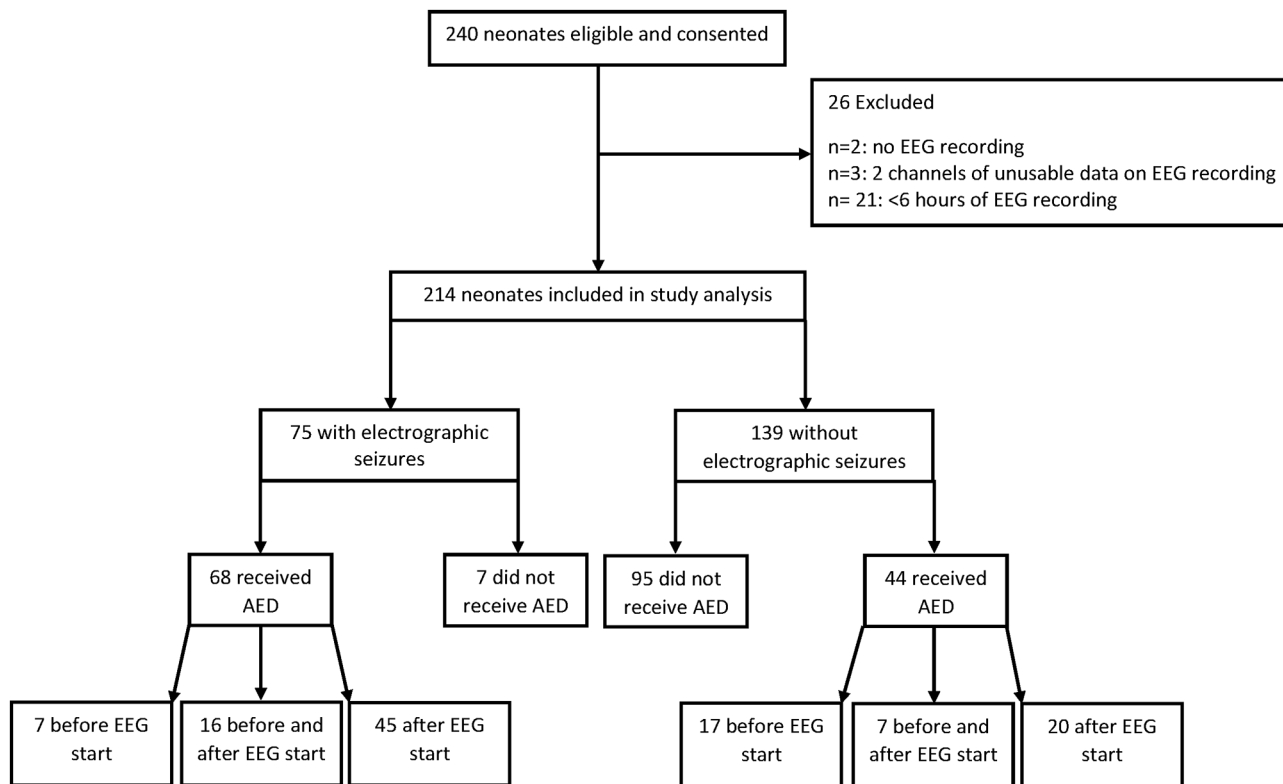 240 neonates eligible and consented
26 Excluded
n=2: no EEG recording
n=3: 2 channels of unusable data on EEG recording
n= 21: <6 hours of EEG recording
214 neonates included in study analysis
75 with electrographic
seizures
139 without
electrographic seizures
68 received
AED
7 did not
receive AED
95 did not
receive AED
44 received
AED
7 before EEG
start
16 before and
after EEG start
45 after EEG
start
17 before EEG
start
7 before and
after EEG start
20 after EEG
start